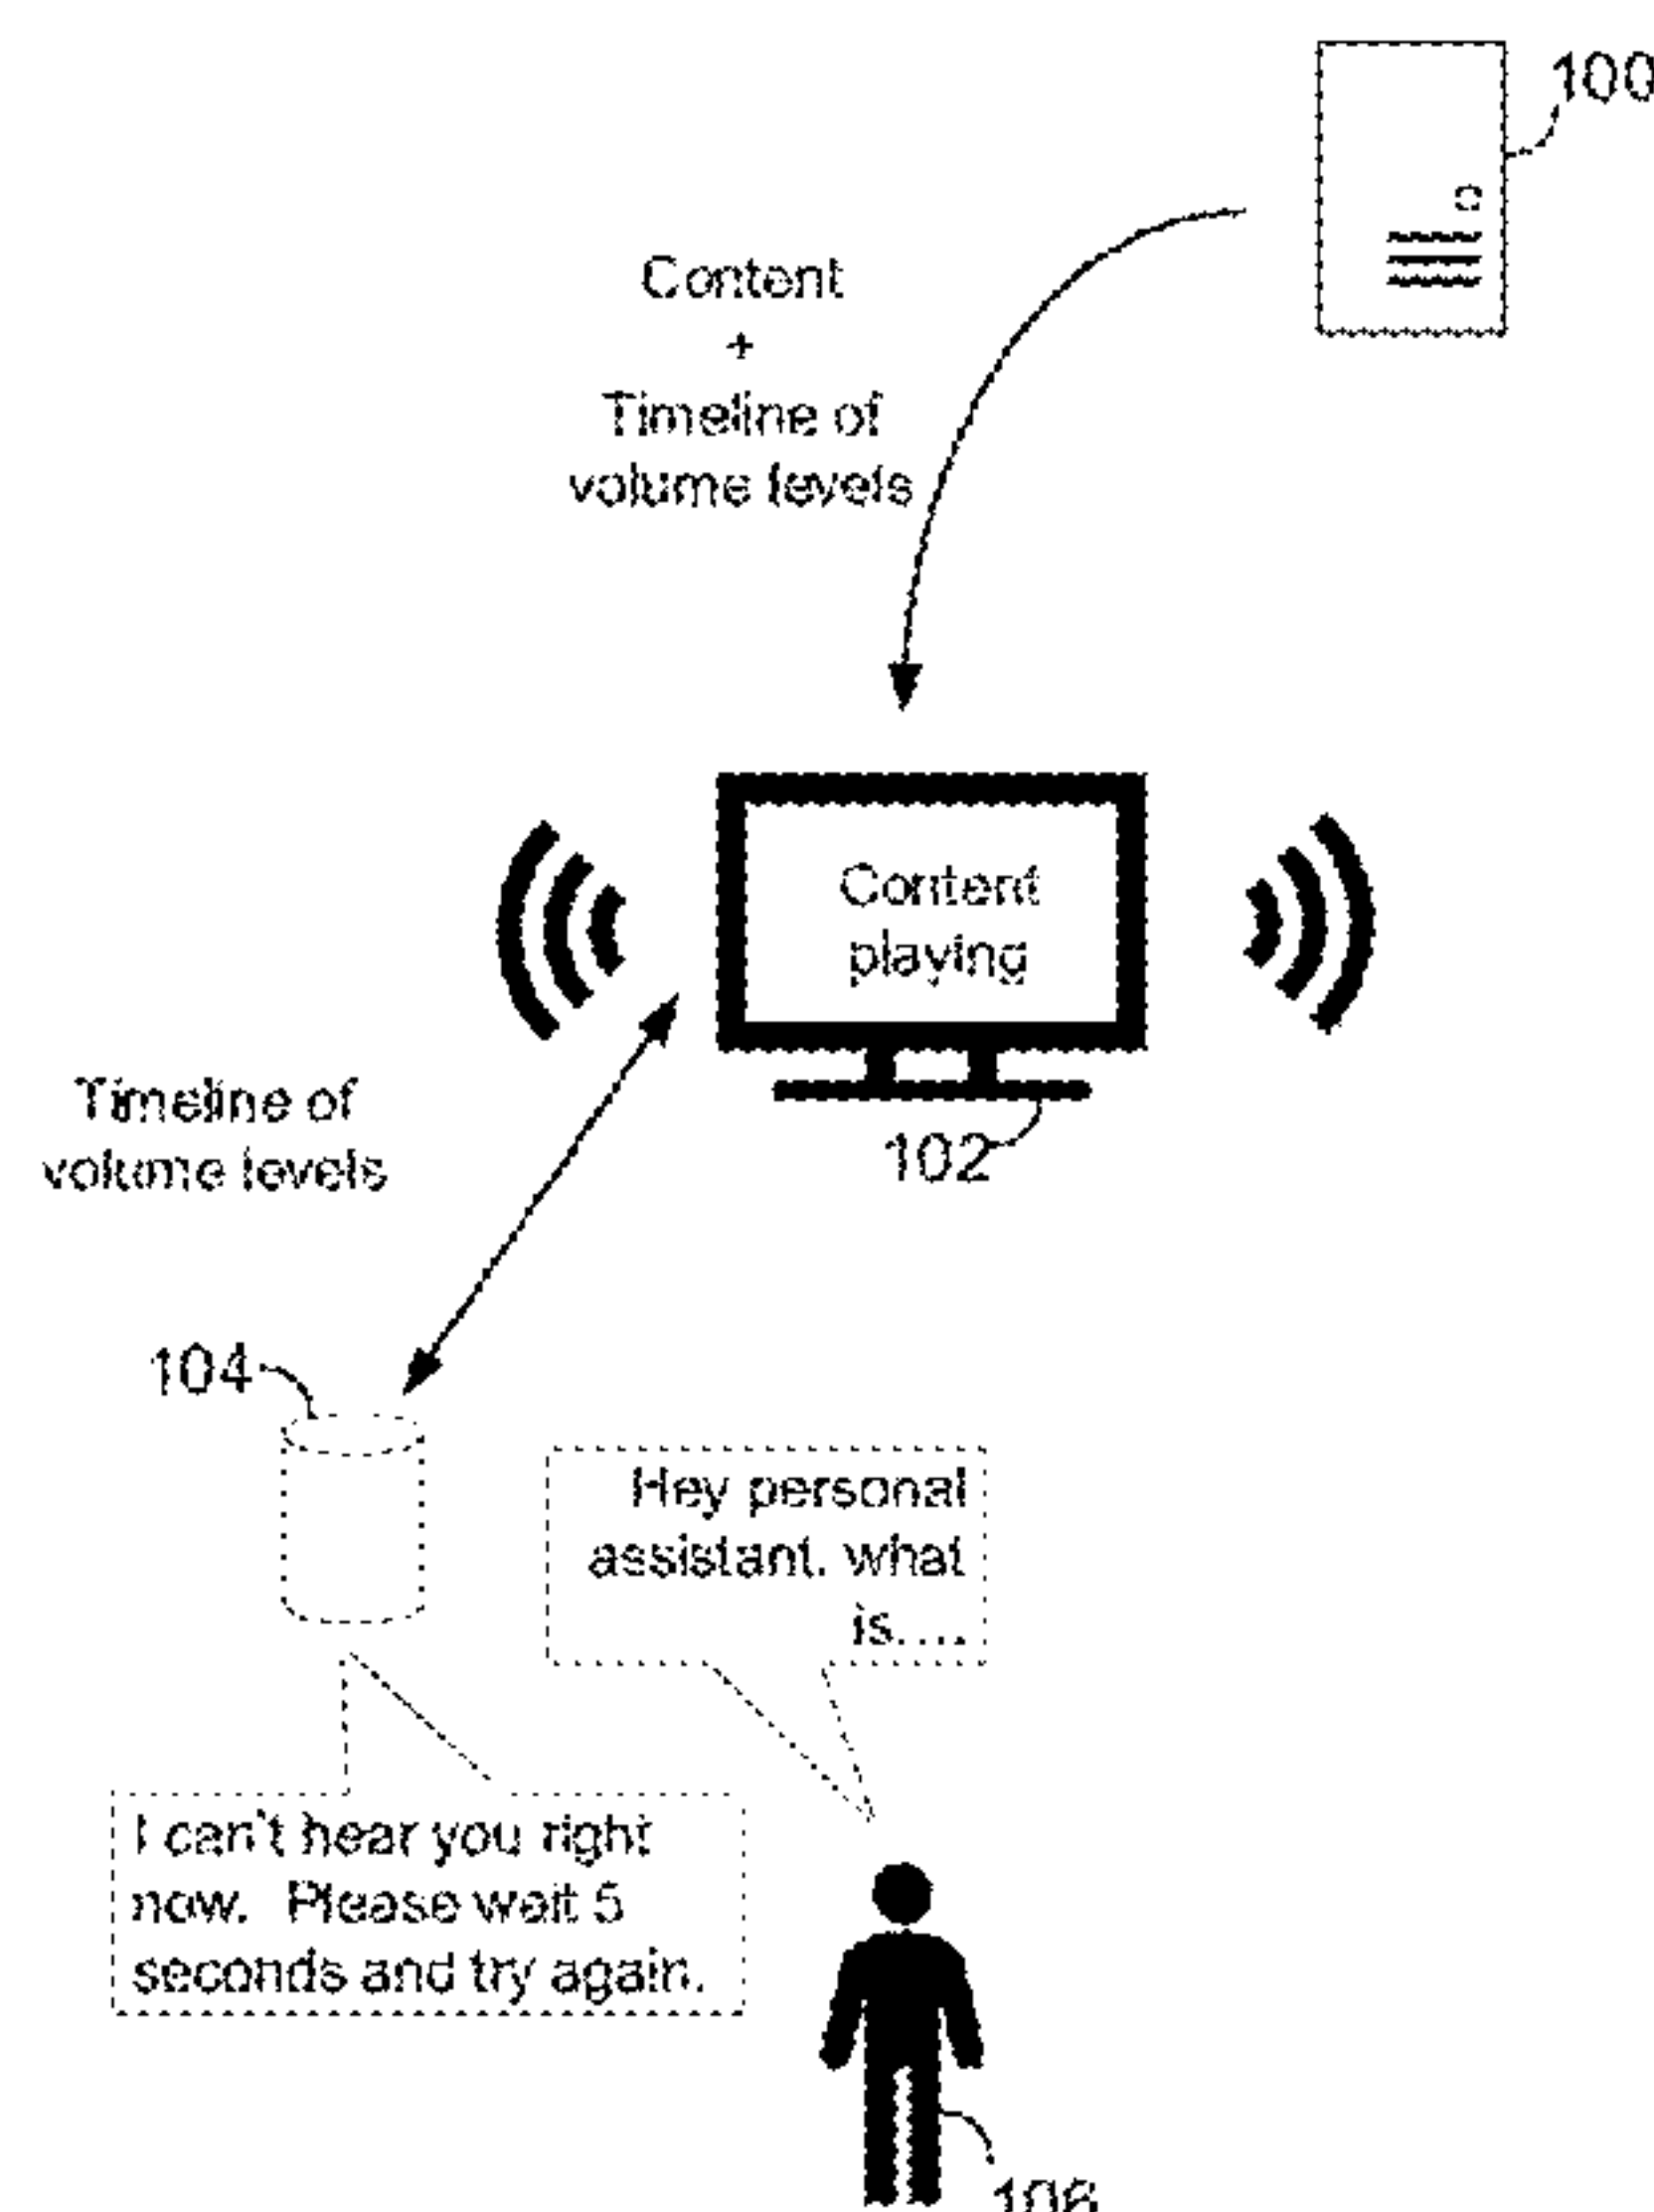 100
Content
+
Timeline of
volume levels
Content
playing
Timeline of
volume levels
102
104
Hey personal
assistant. what
is....
I can't hear you right
now. Please wait 5
seconds and try again.
106